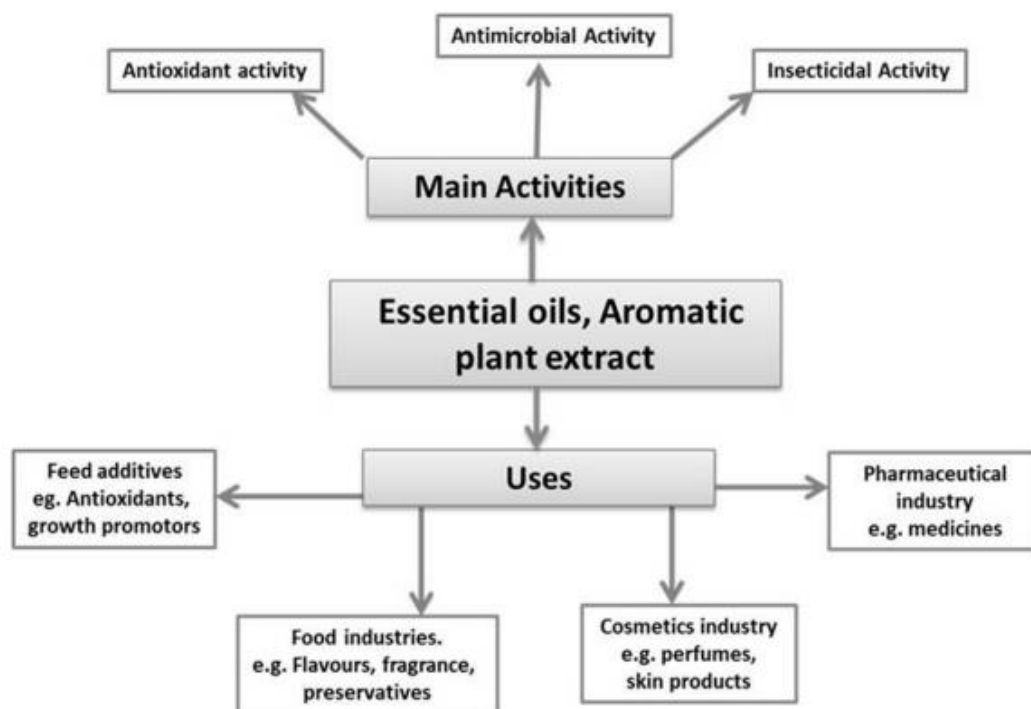 Antimicrobial Activity
Antioxidant activity
Insecticidal Activity
Main Activities
Essential oils, Aromatic
plant extract
Uses
Feed additives
eg. Antioxidants,
growth promotors
Pharmaceutical
industry
e.g. medicines
Food industries.
e.g. Flavours, fragrance,
preservatives
Cosmetics industry
e.g. perfumes,
skin products